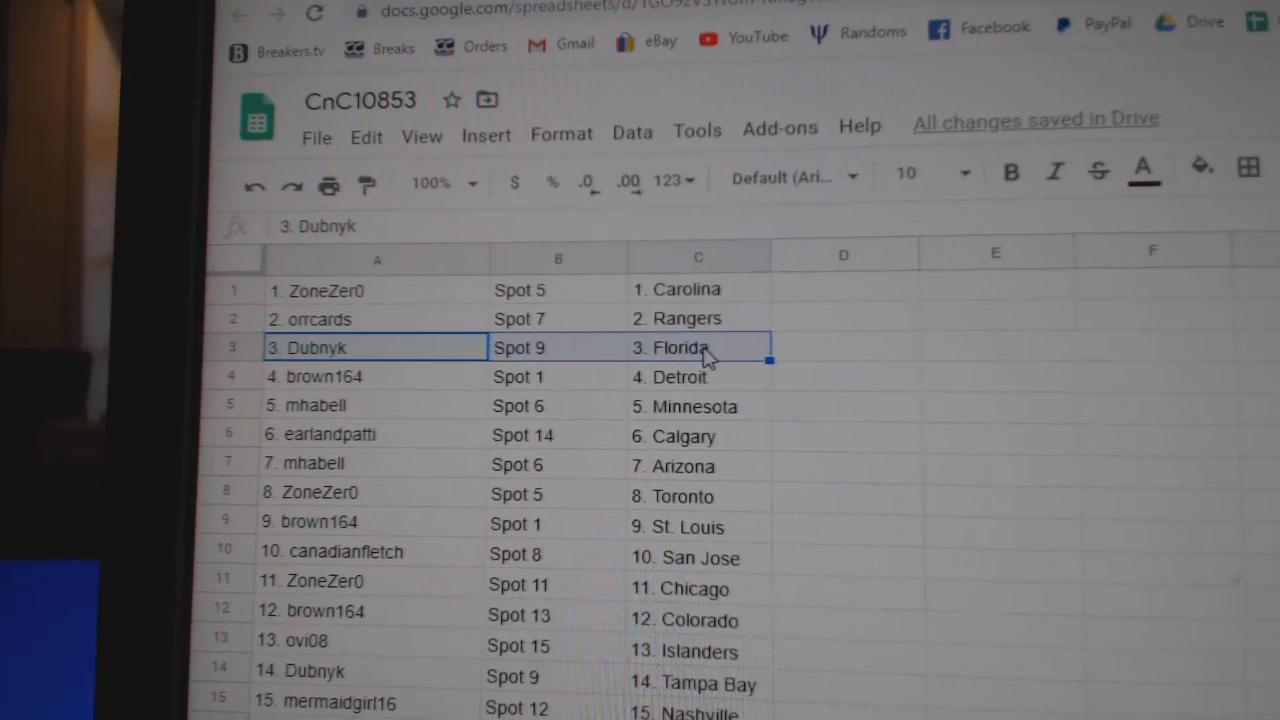 docs.google.com/spreadsheets/d/
Breakers.tv Breaks Orders Gmail eBay YouTube Randoms Facebook PayPal Drive
CnC10853
File Edit View Insert Format Data Tools Add-ons Help All changes saved in Drive
100% $ % .0 .00 123 Default (Ari... 10 B I S A
fx 3. Dubnyk
A B C D E F
1 1. ZoneZer0 Spot 5 1. Carolina
2 2. orrcards Spot 7 2. Rangers
3 3. Dubnyk Spot 9 3. Florida
4 4. brown164 Spot 1 4. Detroit
5 5. mhabell Spot 6 5. Minnesota
6 6. earlandpatti Spot 14 6. Calgary
7 7. mhabell Spot 6 7. Arizona
8 8. ZoneZer0 Spot 5 8. Toronto
9 9. brown164 Spot 1 9. St. Louis
10 10. canadianfletch Spot 8 10. San Jose
11 11. ZoneZer0 Spot 11 11. Chicago
12 12. brown164 Spot 13 12. Colorado
13 13. ovi08 Spot 15 13. Islanders
14 14. Dubnyk Spot 9 14. Tampa Bay
15 15. mermaidgirl16 Spot 12 15. Nashville